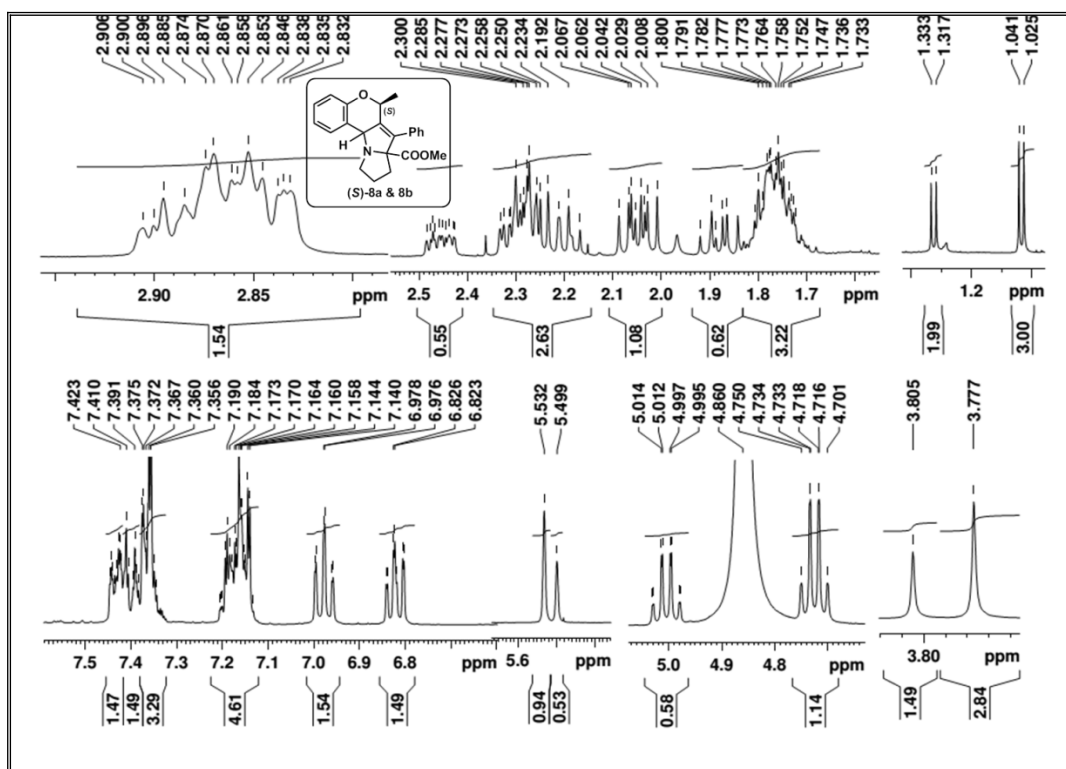 2.906 2.900 2.896 2.885 2.874 2.870 2.861 2.858 2.853 2.846 2.838 2.835 2.832 2.300 2.285 2.277 2.273 2.258 2.250 2.234 2.192 2.067 2.062 2.042 2.029 2.008 1.800 1.791 1.782 1.777 1.773 1.764 1.758 1.752 1.747 1.736 1.733 1.333 1.317 1.041 1.025
O
(S)
Ph
H
N
COOMe
(S)-8a & 8b
2.90 2.85 ppm 2.5 2.4 2.3 2.2 2.1 2.0 1.9 1.8 1.7 ppm 1.2 ppm
1.54 0.55 2.63 1.08 0.62 3.22 1.99 3.00
7.423 7.410 7.391 7.375 7.372 7.367 7.360 7.356 7.190 7.184 7.173 7.170 7.164 7.160 7.158 7.144 7.140 6.978 6.976 6.826 6.823 5.532 5.499 5.014 5.012 4.997 4.995 4.860 4.750 4.734 4.733 4.718 4.716 4.701 3.805 3.777
7.5 7.4 7.3 7.2 7.1 7.0 6.9 6.8 ppm 5.6 ppm 5.0 4.9 4.8 ppm 3.80 ppm
1.47 1.49 3.29 4.61 1.54 1.49 0.94 0.53 0.58 1.14 1.49 2.84